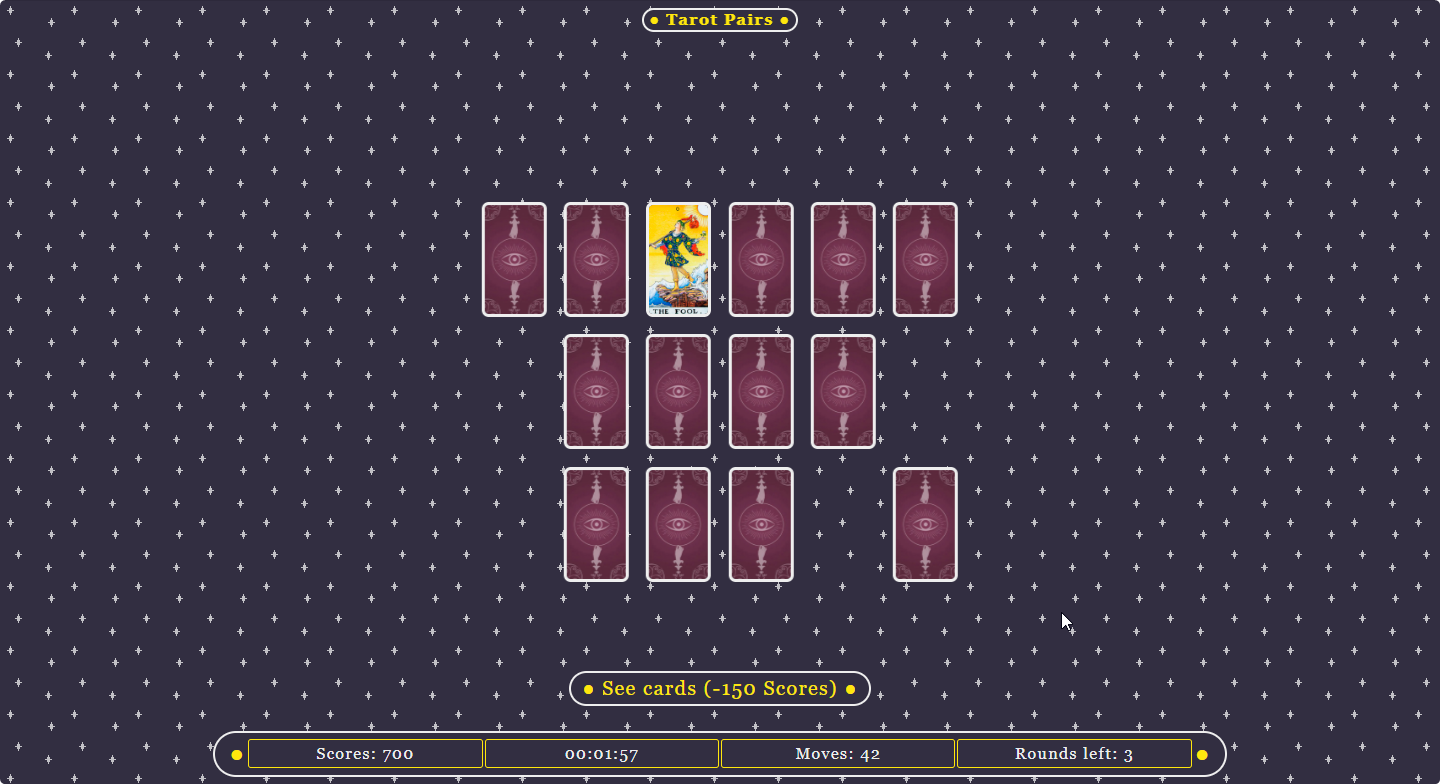 Tarot Pairs
THE FOOL.
See cards (-150 Scores)
Scores: 700
00:01:57
Moves: 42
Rounds left: 3